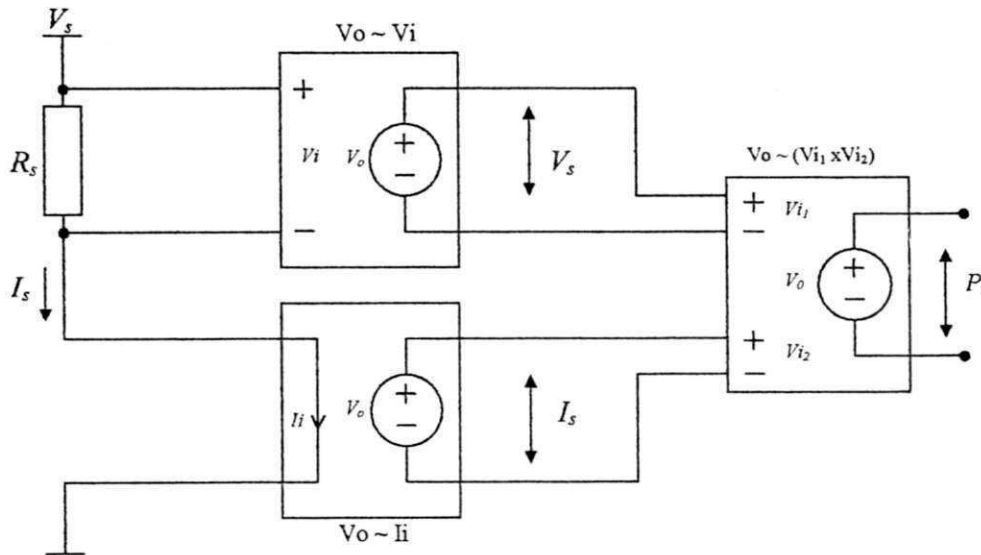 Vs
Vo ~ Vi
+
Rs
Vi
Vo
+
−
Vs
−
Vo ~ (Vi1 xVi2)
+
Vi1
−
Vo
+
−
P
+
Vi2
−
Is
Ii
Vo
+
−
Is
Vo ~ Ii